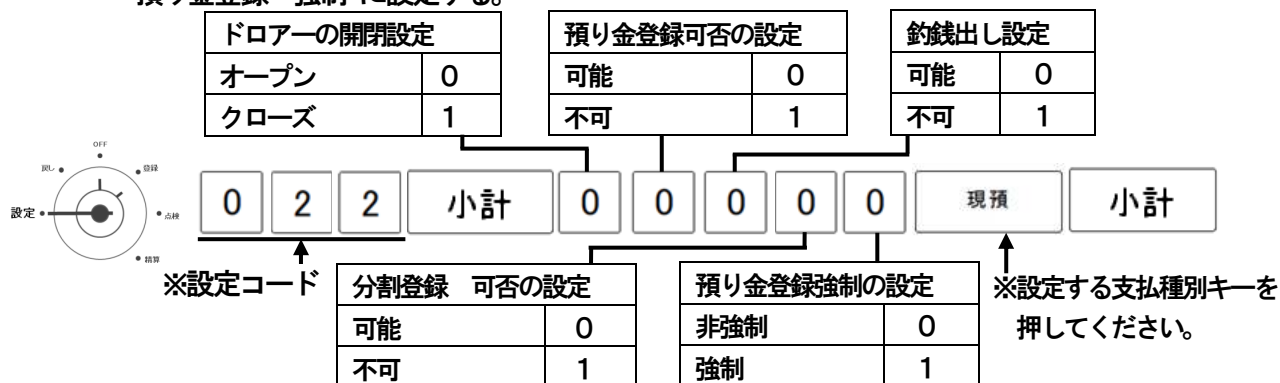 預り金登録 強制 に設定する。
ドロアーの開閉設定
オープン 0
クローズ 1
預り金登録可否の設定
可能 0
不可 1
釣銭出し設定
可能 0
不可 1
OFF
戻し
登録
設定
点検
精算
0 2 2 小計 0 0 0 0 0 現預 小計
※設定コード
分割登録 可否の設定
可能 0
不可 1
預り金登録強制の設定
非強制 0
強制 1
※設定する支払種別キーを
押してください。